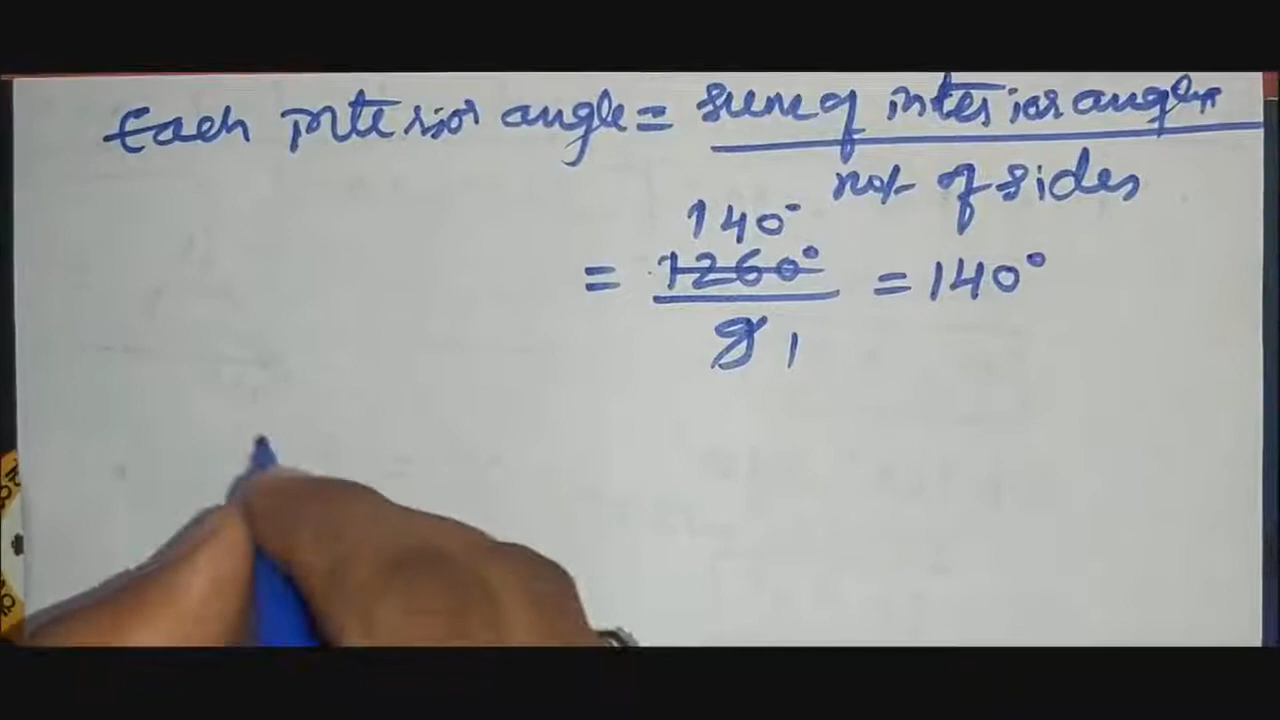 Each interior angle = sum of interior angles
no. of sides
140°
= 1260° = 140°
9 1